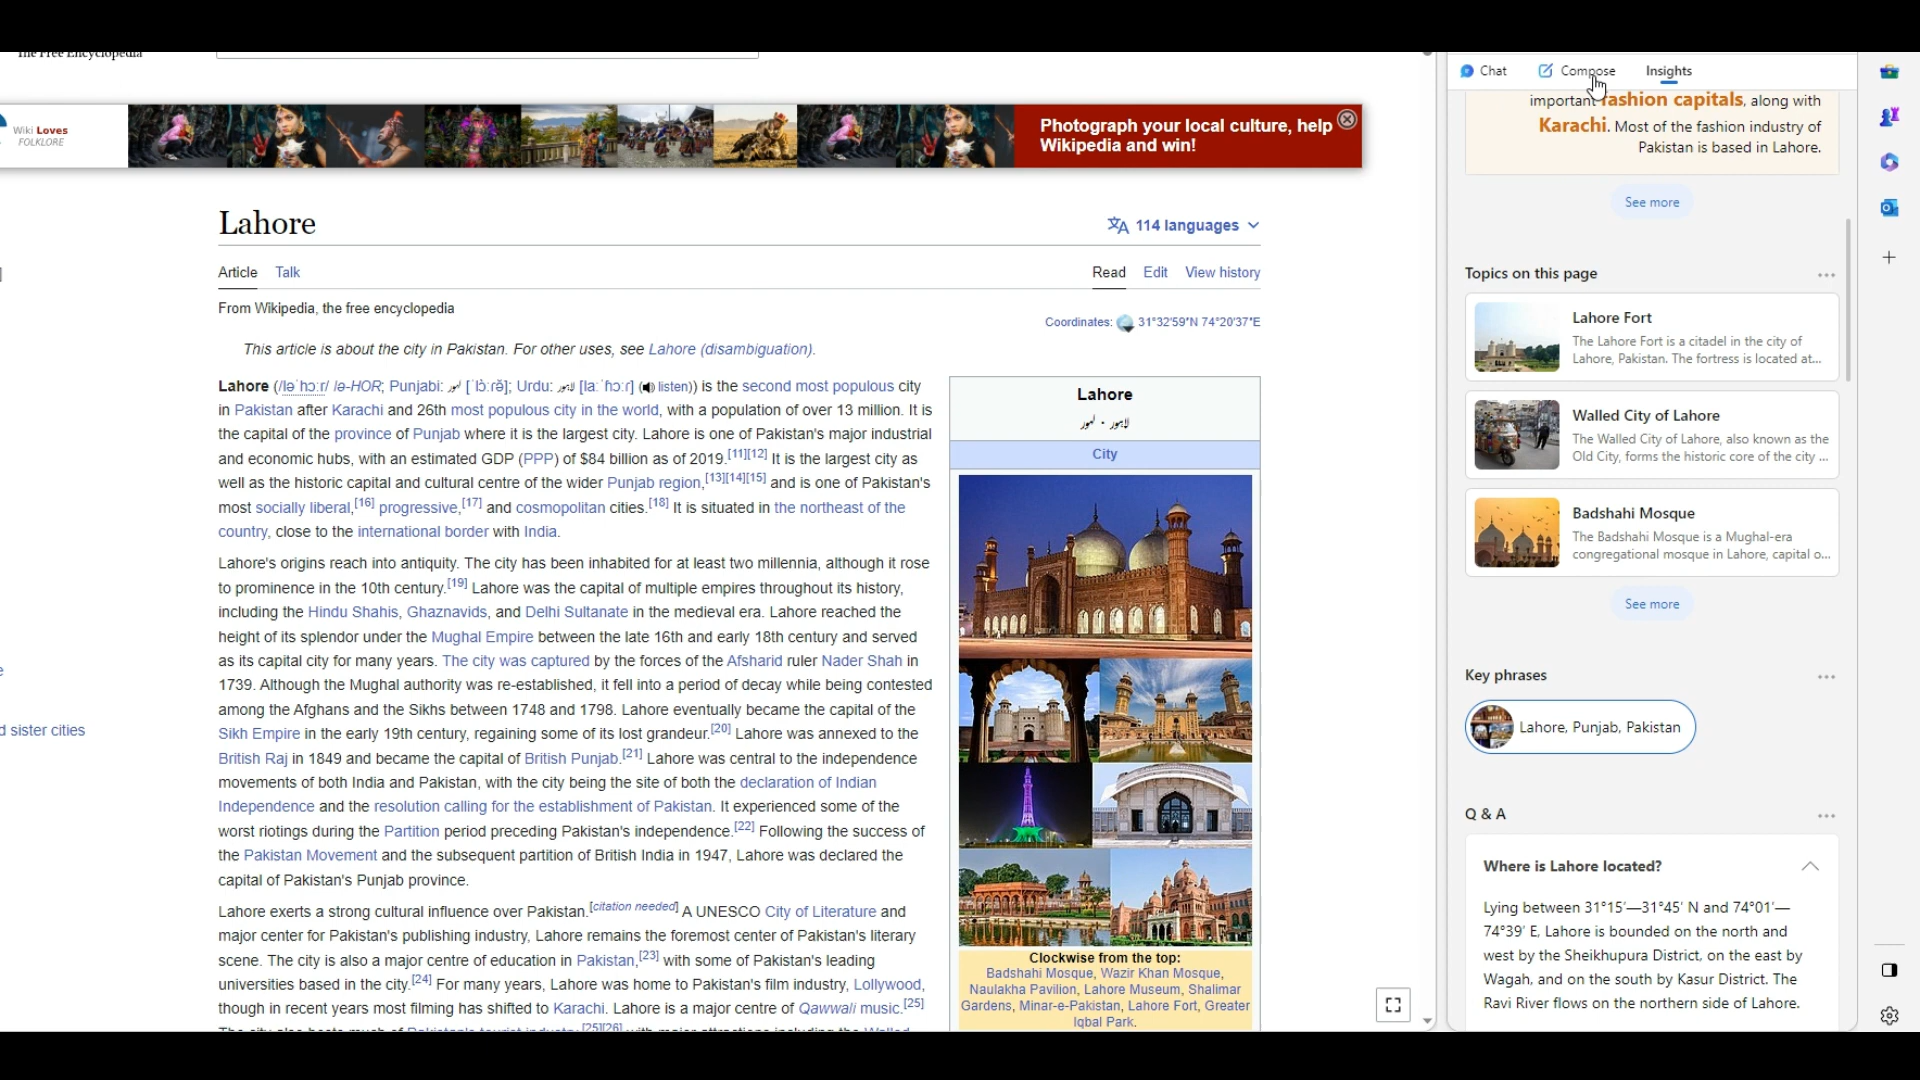 The Free Encyclopedia
Wiki Loves
FOLKLORE
Photograph your local culture, help
Wikipedia and win!
Lahore
114 languages
Article Talk
Read Edit View history
From Wikipedia, the free encyclopedia
Coordinates: 31°32′59″N 74°20′37″E
This article is about the city in Pakistan. For other uses, see Lahore (disambiguation).
Lahore (/ləˈhɔːr/ lə-HOR; Punjabi: لہور [ˈlɔ̀ːɾə̌]; Urdu: لاہور [laːˈɦɔːɾ] (listen)) is the second most populous city
in Pakistan after Karachi and 26th most populous city in the world, with a population of over 13 million. It is
the capital of the province of Punjab where it is the largest city. Lahore is one of Pakistan's major industrial
and economic hubs, with an estimated GDP (PPP) of $84 billion as of 2019.[11][12] It is the largest city as
well as the historic capital and cultural centre of the wider Punjab region,[13][14][15] and is one of Pakistan's
most socially liberal,[16] progressive,[17] and cosmopolitan cities.[18] It is situated in the northeast of the
country, close to the international border with India.
Lahore's origins reach into antiquity. The city has been inhabited for at least two millennia, although it rose
to prominence in the 10th century.[19] Lahore was the capital of multiple empires throughout its history,
including the Hindu Shahis, Ghaznavids, and Delhi Sultanate in the medieval era. Lahore reached the
height of its splendor under the Mughal Empire between the late 16th and early 18th century and served
as its capital city for many years. The city was captured by the forces of the Afsharid ruler Nader Shah in
1739. Although the Mughal authority was re-established, it fell into a period of decay while being contested
among the Afghans and the Sikhs between 1748 and 1798. Lahore eventually became the capital of the
Sikh Empire in the early 19th century, regaining some of its lost grandeur.[20] Lahore was annexed to the
British Raj in 1849 and became the capital of British Punjab.[21] Lahore was central to the independence
movements of both India and Pakistan, with the city being the site of both the declaration of Indian
Independence and the resolution calling for the establishment of Pakistan. It experienced some of the
worst riotings during the Partition period preceding Pakistan's independence.[22] Following the success of
the Pakistan Movement and the subsequent partition of British India in 1947, Lahore was declared the
capital of Pakistan's Punjab province.
Lahore exerts a strong cultural influence over Pakistan.[citation needed] A UNESCO City of Literature and
major center for Pakistan's publishing industry, Lahore remains the foremost center of Pakistan's literary
scene. The city is also a major centre of education in Pakistan,[23] with some of Pakistan's leading
universities based in the city.[24] For many years, Lahore was home to Pakistan's film industry, Lollywood,
though in recent years most filming has shifted to Karachi. Lahore is a major centre of Qawwali music.[25]
d sister cities
Lahore
لاہور • لہور
City
Clockwise from the top:
Badshahi Mosque, Wazir Khan Mosque,
Naulakha Pavilion, Lahore Museum, Shalimar
Gardens, Minar-e-Pakistan, Lahore Fort, Greater
Iqbal Park.
Chat Compose Insights
important fashion capitals, along with
Karachi. Most of the fashion industry of
Pakistan is based in Lahore.
See more
Topics on this page
Lahore Fort
The Lahore Fort is a citadel in the city of
Lahore, Pakistan. The fortress is located at...
Walled City of Lahore
The Walled City of Lahore, also known as the
Old City, forms the historic core of the city ...
Badshahi Mosque
The Badshahi Mosque is a Mughal-era
congregational mosque in Lahore, capital o...
See more
Key phrases
Lahore, Punjab, Pakistan
Q & A
Where is Lahore located?
Lying between 31°15′—31°45′ N and 74°01′—
74°39′ E, Lahore is bounded on the north and
west by the Sheikhupura District, on the east by
Wagah, and on the south by Kasur District. The
Ravi River flows on the northern side of Lahore.